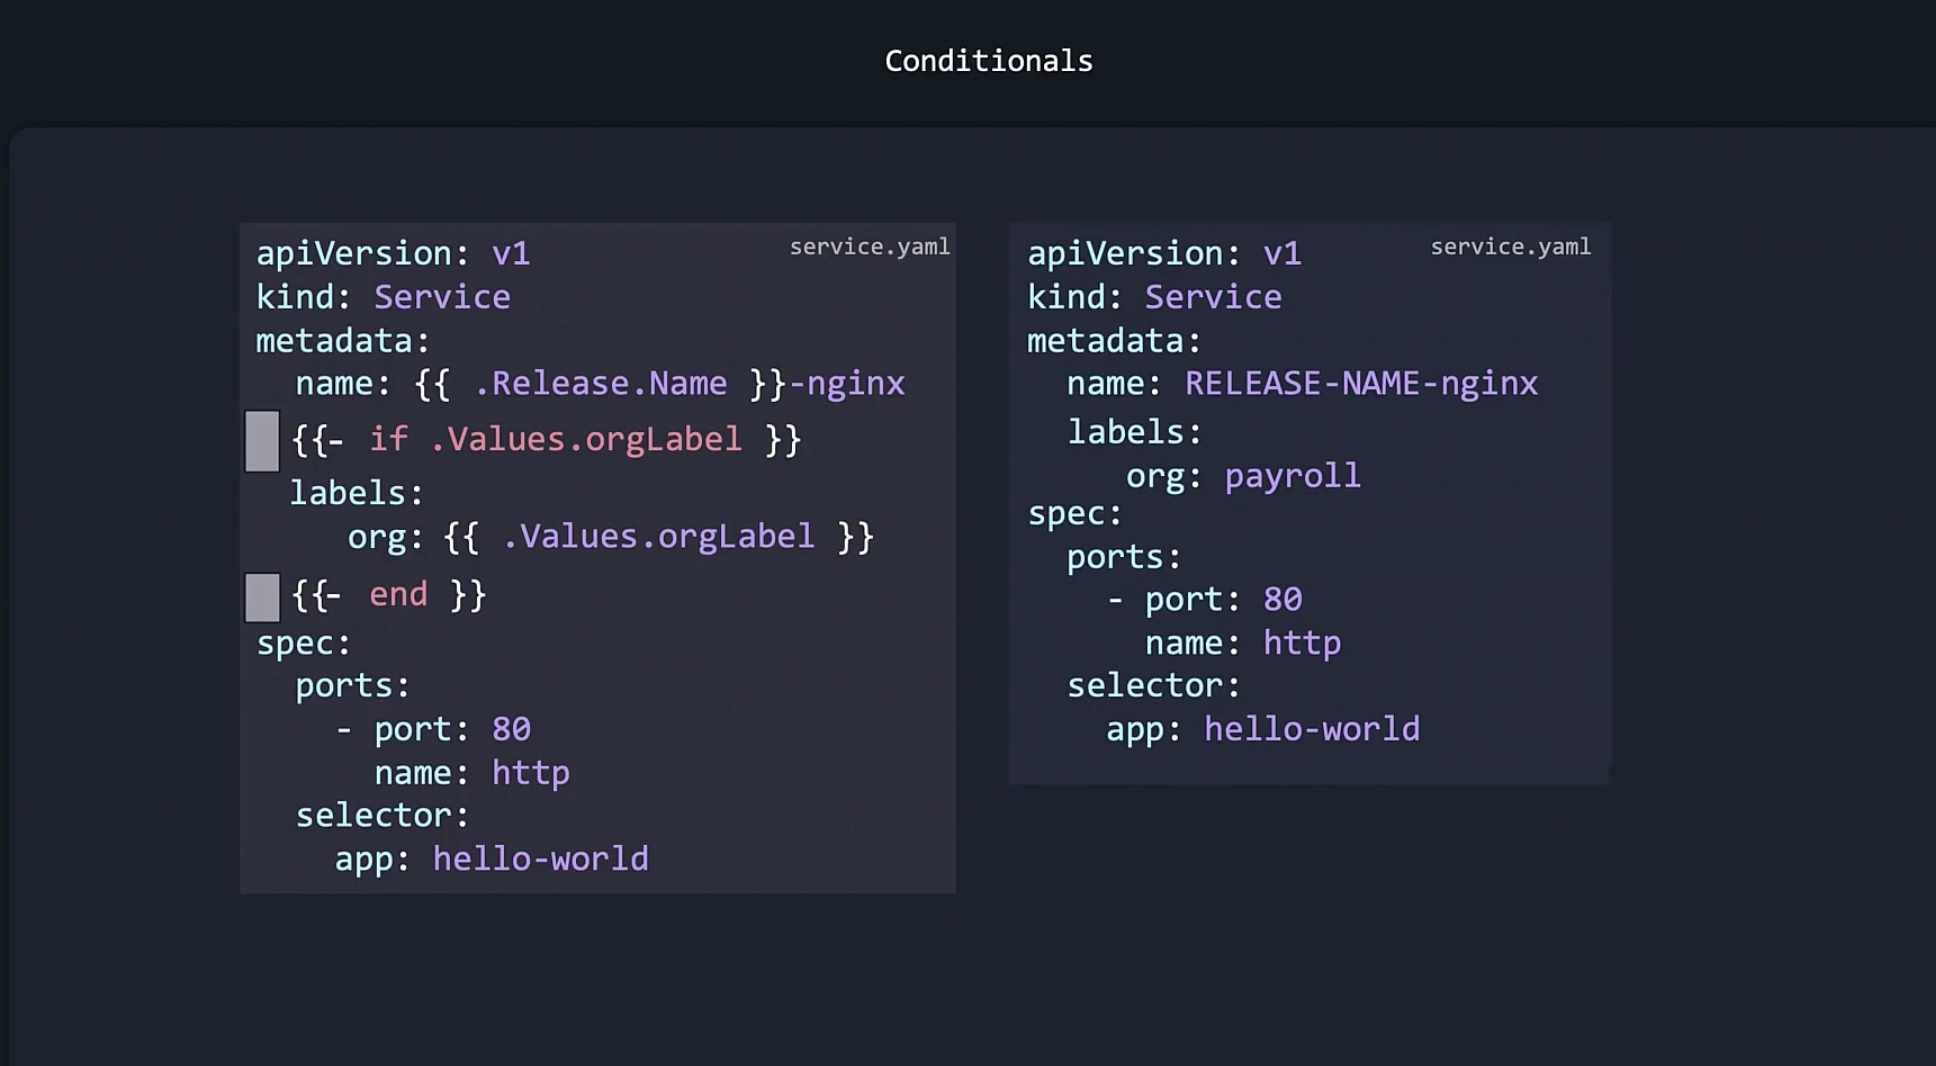 Conditionals
apiVersion: v1
service.yaml
kind: Service
metadata:
  name: {{ .Release.Name }}-nginx
  {{- if .Values.orgLabel }}
  labels:
     org: {{ .Values.orgLabel }}
  {{- end }}
spec:
  ports:
    - port: 80
      name: http
  selector:
    app: hello-world
apiVersion: v1
service.yaml
kind: Service
metadata:
  name: RELEASE-NAME-nginx
  labels:
     org: payroll
spec:
  ports:
    - port: 80
      name: http
  selector:
    app: hello-world